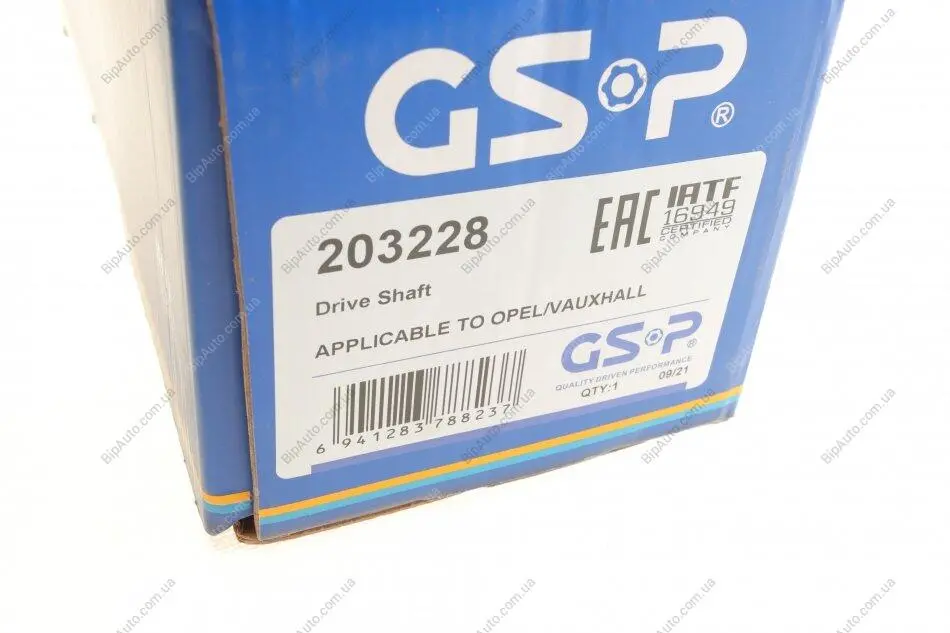 GSP®
203228
EAC
IATF
16949
CERTIFIED
COMPANY
Drive Shaft
APPLICABLE TO OPEL/VAUXHALL
GSP®
QUALITY DRIVEN PERFORMANCE
QTY:1
09/21
6 941283 788237
BipAuto.com.ua